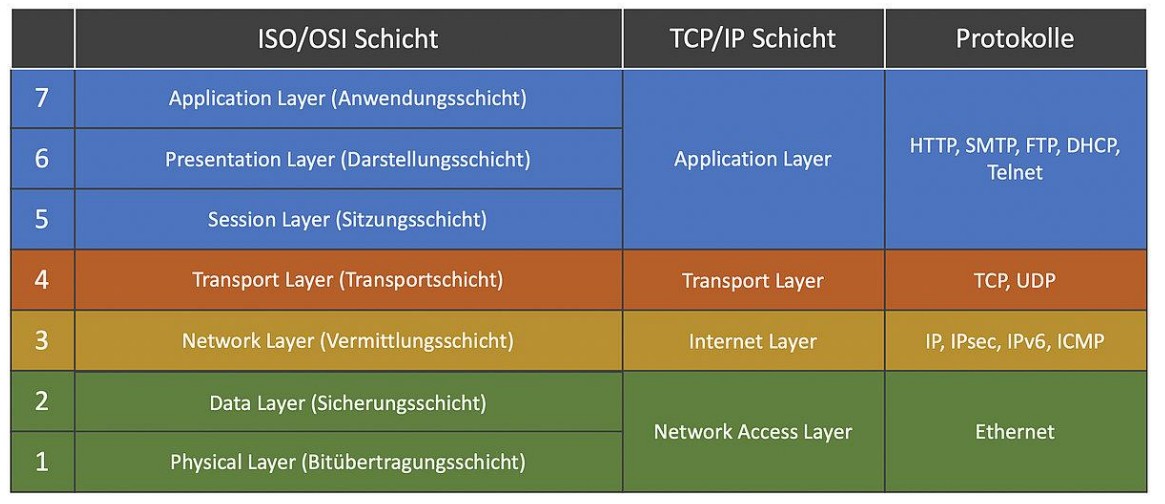 ISO/OSI Schicht TCP/IP Schicht Protokolle
7 Application Layer (Anwendungsschicht)
6 Presentation Layer (Darstellungsschicht) Application Layer HTTP, SMTP, FTP, DHCP,
Telnet
5 Session Layer (Sitzungsschicht)
4 Transport Layer (Transportschicht) Transport Layer TCP, UDP
3 Network Layer (Vermittlungsschicht) Internet Layer IP, IPsec, IPv6, ICMP
2 Data Layer (Sicherungsschicht)
Network Access Layer Ethernet
1 Physical Layer (Bitübertragungsschicht)